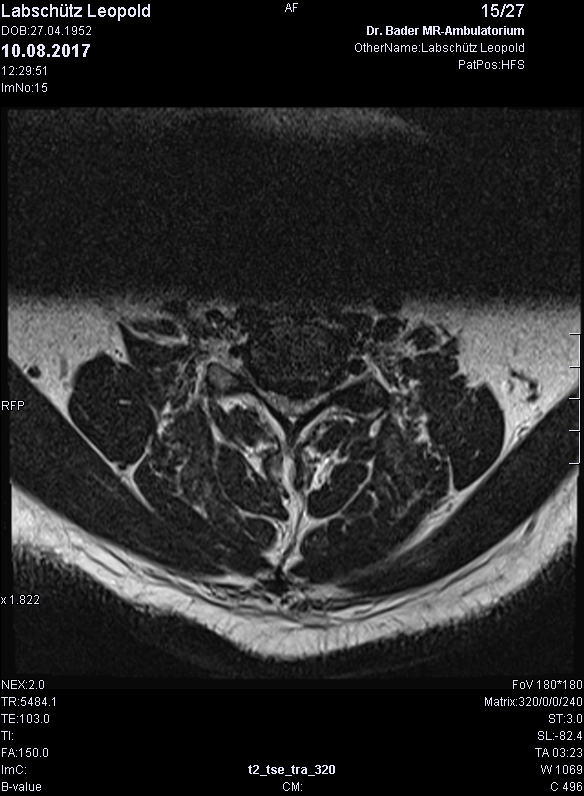 Labschütz Leopold
DOB:27.04.1952
10.08.2017
12:29:51
ImNo:15
AF
15/27
Dr. Bader MR-Ambulatorium
OtherName:Labschütz Leopold
PatPos:HFS
RFP
x 1.822
NEX:2.0
TR:5484.1
TE:103.0
TI:
FA:150.0
ImC:
B-value
t2_tse_tra_320
CM:
FoV 180*180
Matrix:320/0/0/240
ST:3.0
SL:-82.4
TA 03:23
W 1069
C 496